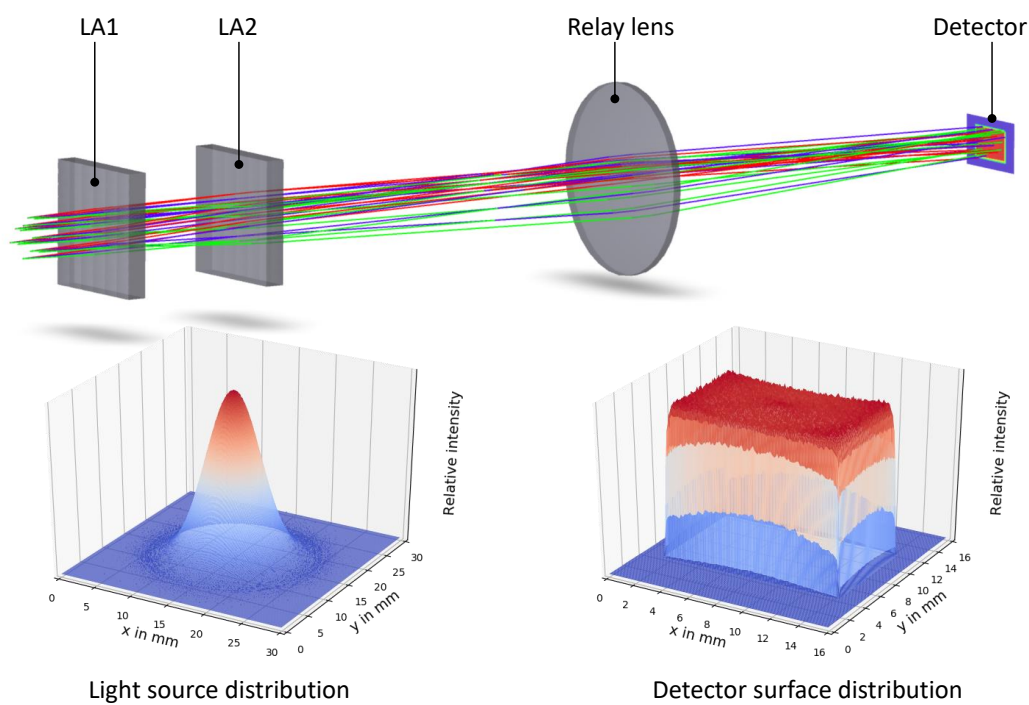 LA1
LA2
Relay lens
Detector
Relative intensity
0
5
10
15
20
25
30
x in mm
0
5
10
15
20
25
30
y in mm
Relative intensity
0
2
4
6
8
10
12
14
16
x in mm
0
2
4
6
8
10
12
14
16
y in mm
Light source distribution
Detector surface distribution